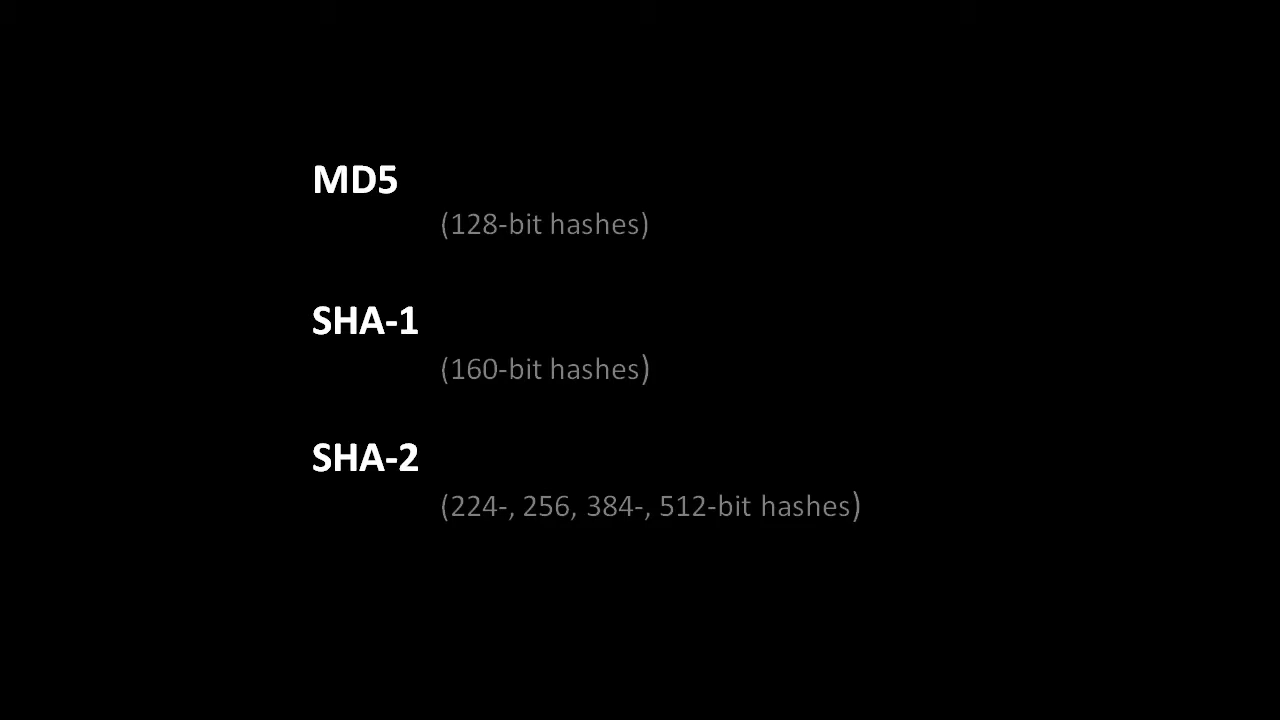 MD5
(128-bit hashes)
SHA-1
(160-bit hashes)
SHA-2
(224-, 256, 384-, 512-bit hashes)